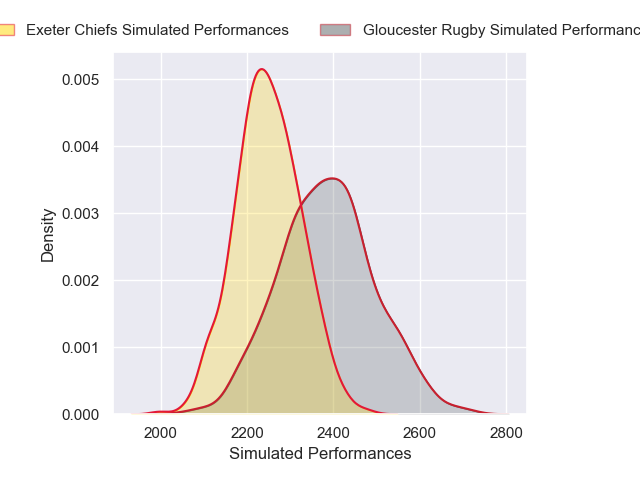 Exeter Chiefs Simulated Performances
Gloucester Rugby Simulated
0.005
0.004
0.003
0.002
0.001
0.000
Density
2000
2200
2400
2600
2800
Simulated Performances